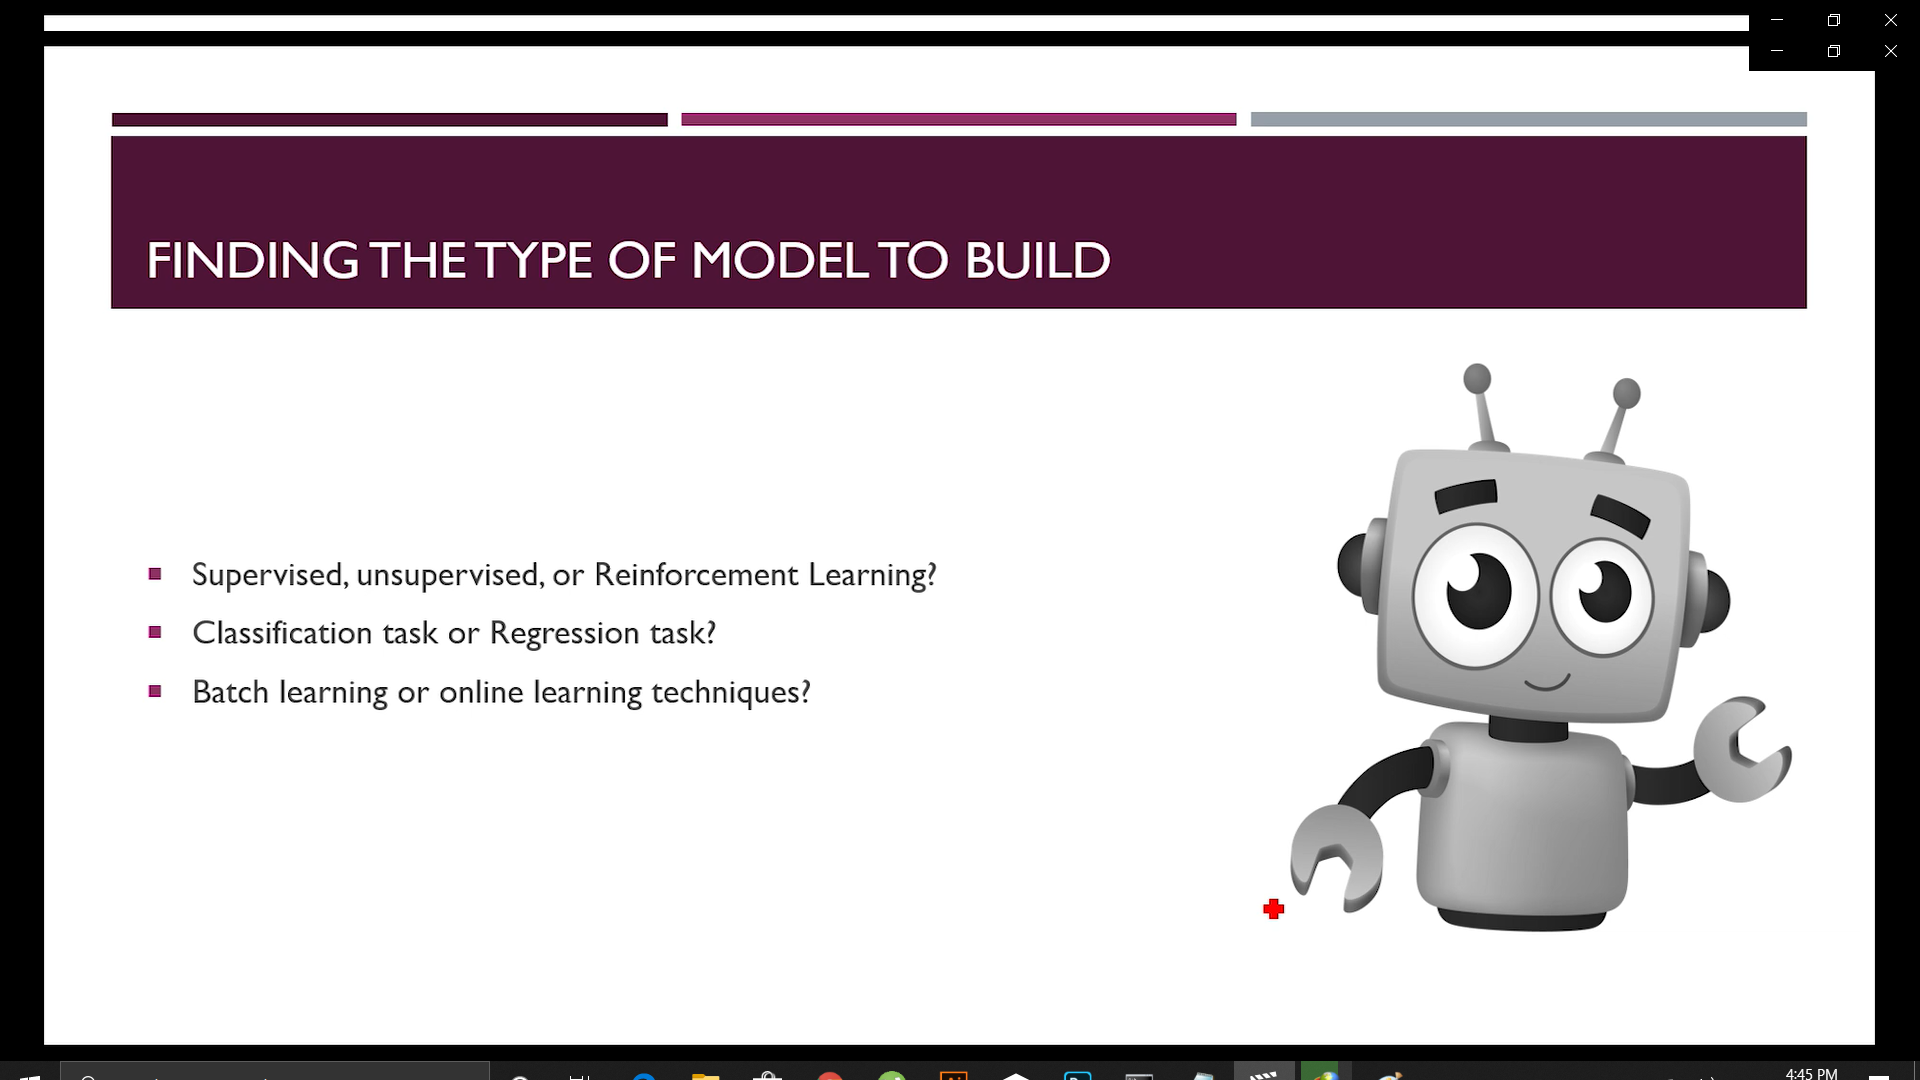 FINDING THE TYPE OF MODEL TO BUILD
Supervised, unsupervised, or Reinforcement Learning?
Classification task or Regression task?
Batch learning or online learning techniques?
4:45 PM